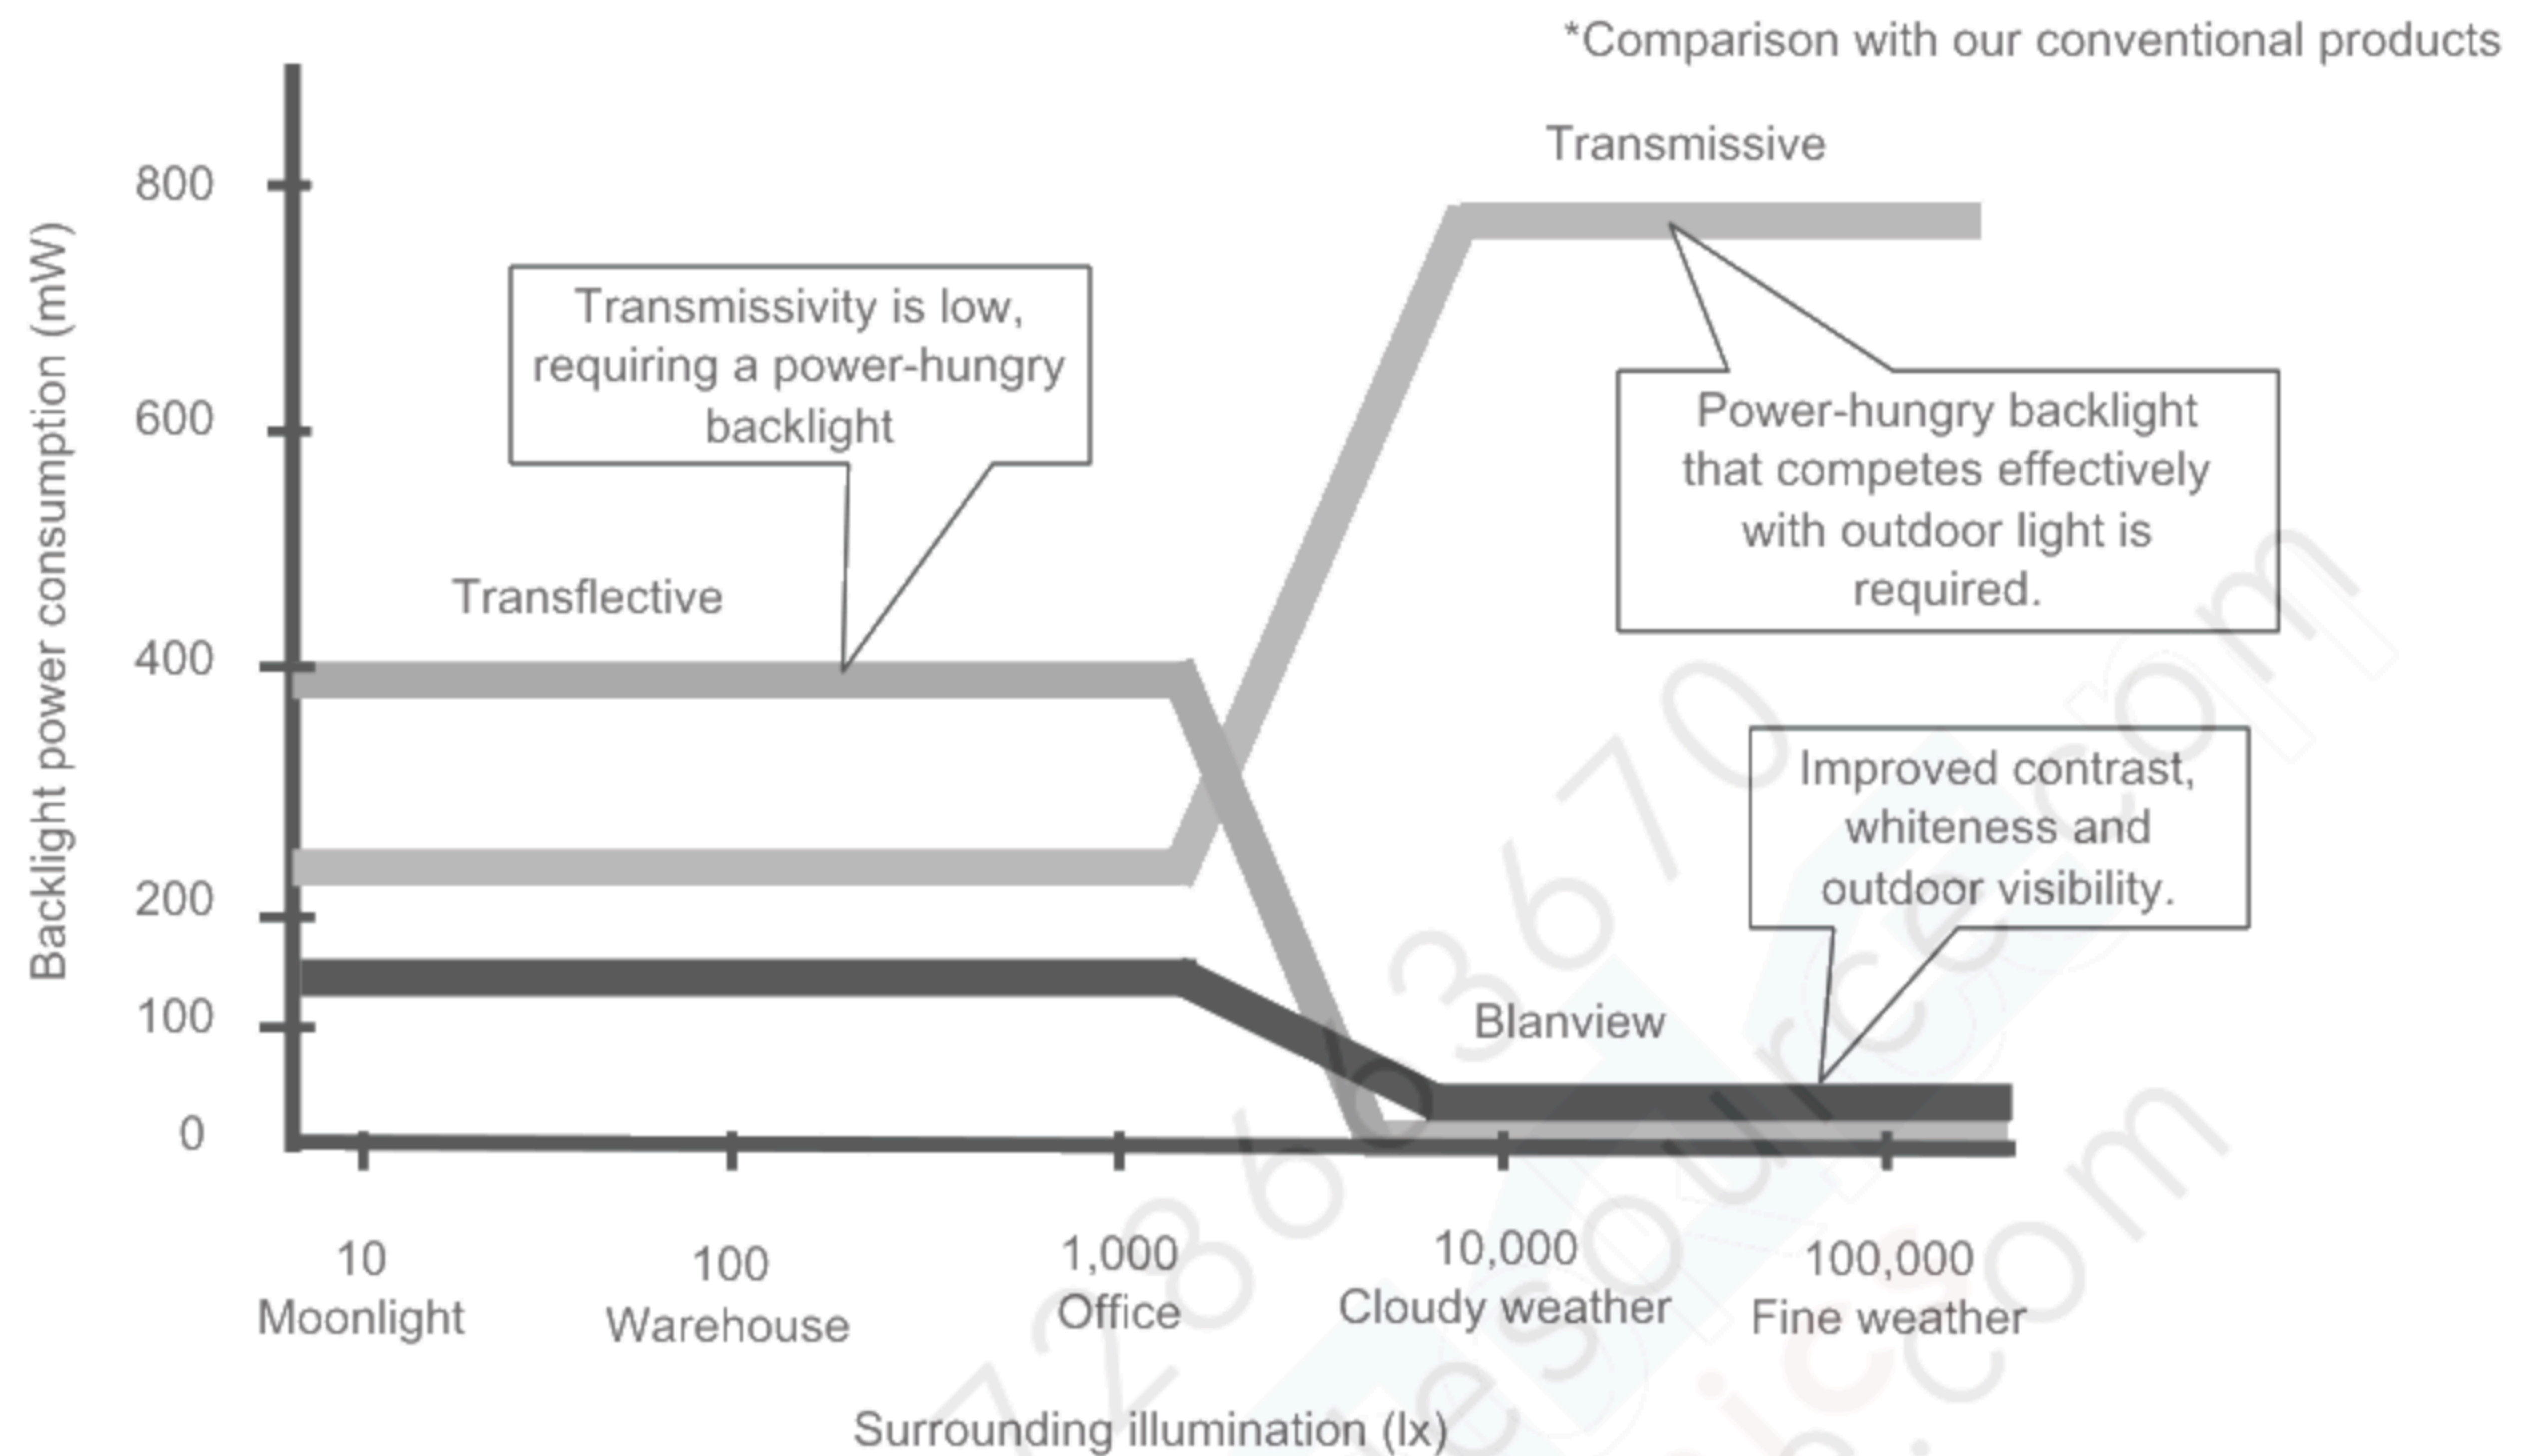 *Comparison with our conventional products
Transmissive
800
Transmissivity is low,
requiring a power-hungry
backlight
Power-hungry backlight
that competes effectively
with outdoor light is
required.
600
Backlight power consumption (mW)
Transflective
400
Improved contrast,
whiteness and
outdoor visibility.
200
100
Blanview
0
10
Moonlight
100
Warehouse
1,000
Office
10,000
Cloudy weather
100,000
Fine weather
Surrounding illumination (lx)